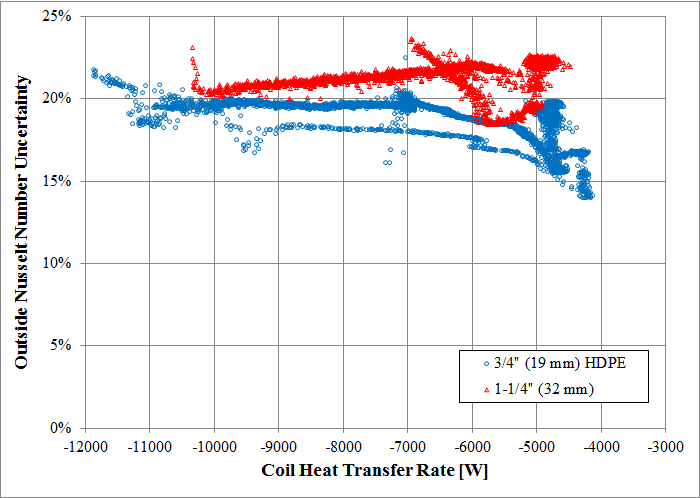 25%
20%
15%
10%
5%
0%
Outside Nusselt Number Uncertainty
3/4" (19 mm) HDPE
1-1/4" (32 mm)
-12000 -11000 -10000 -9000 -8000 -7000 -6000 -5000 -4000 -3000
Coil Heat Transfer Rate [W]